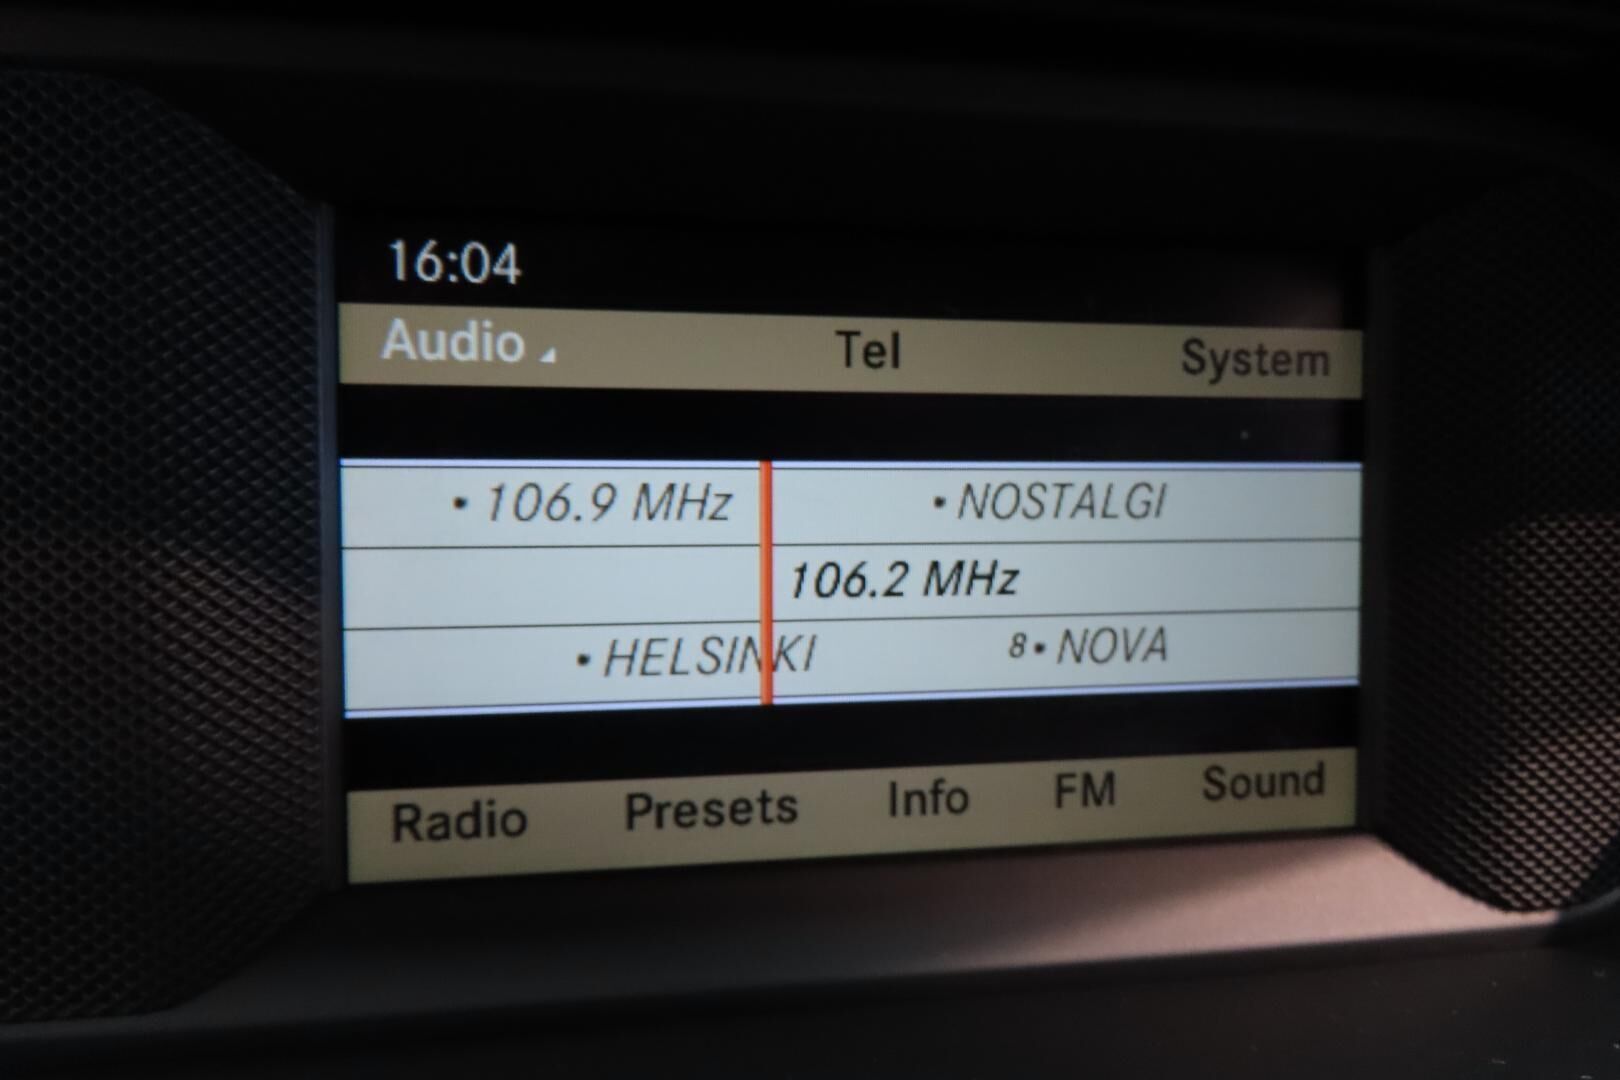 16:04
Audio Tel System
• 106.9 MHz • NOSTALGI
106.2 MHz
• HELSINKI 8• NOVA
Radio Presets Info FM Sound